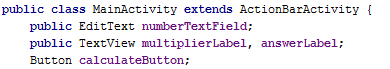 public class MainActivity extends ActionBarActivity {
public EditText numberTextField;
public TextView multiplierLabel, answerLabel;
Button calculateButton;